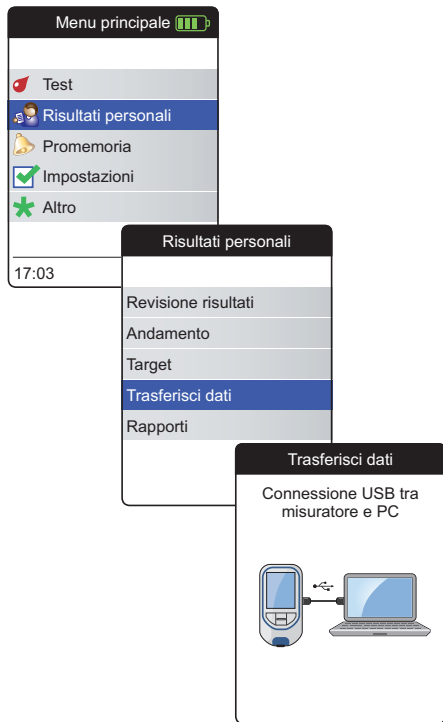 Menu principale
Test
Risultati personali
Promemoria
Impostazioni
Altro
17:03
Risultati personali
Revisione risultati
Andamento
Target
Trasferisci dati
Rapporti
Trasferisci dati
Connessione USB tra
misuratore e PC